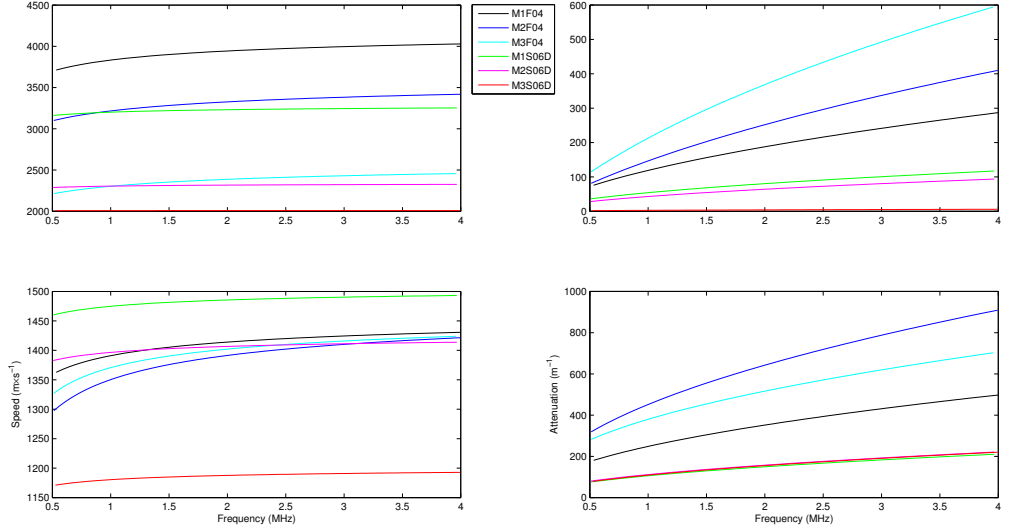 4500
4000
3500
3000
2500
2000
0.5 1 1.5 2 2.5 3 3.5 4
M1F04
M2F04
M3F04
M1S06D
M2S06D
M3S06D
600
500
400
300
200
100
0
0.5 1 1.5 2 2.5 3 3.5 4
1500
1450
1400
1350
1300
1250
1200
1150
0.5 1 1.5 2 2.5 3 3.5 4
Speed (m×s⁻¹)
Frequency (MHz)
1000
800
600
400
200
0
0.5 1 1.5 2 2.5 3 3.5 4
Attenuation (m⁻¹)
Frequency (MHz)